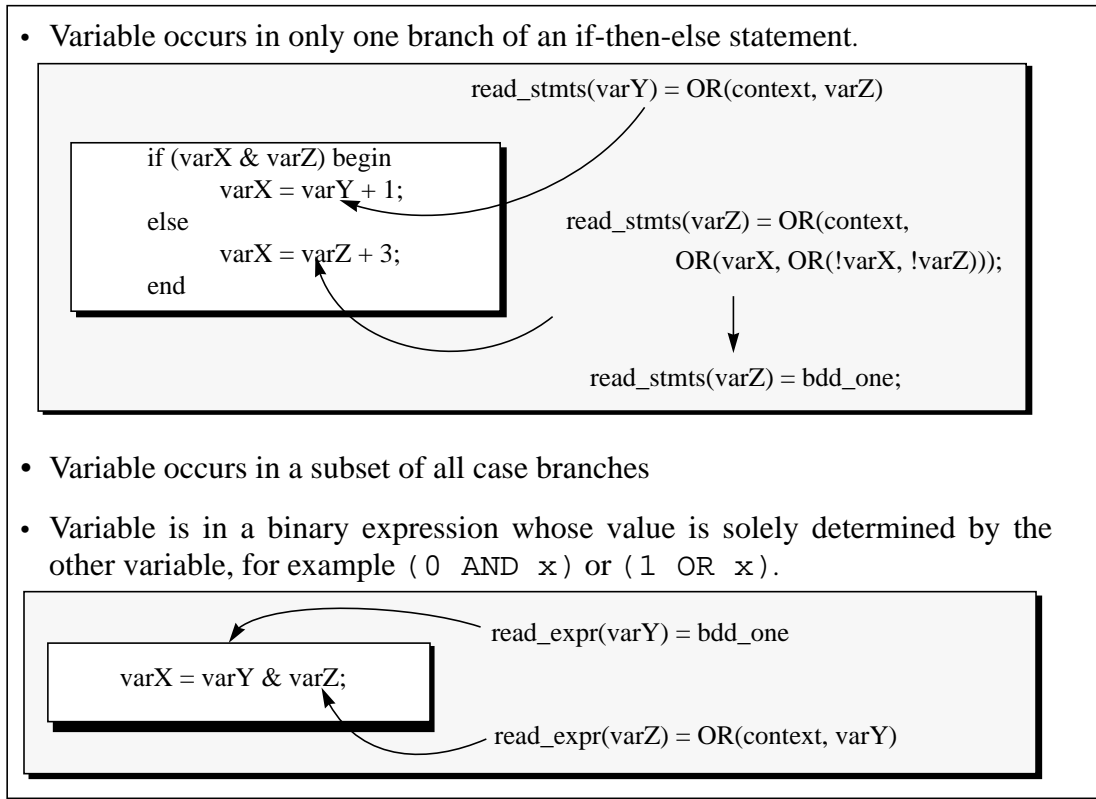 • Variable occurs in only one branch of an if-then-else statement.
read_stmts(varY) = OR(context, varZ)
if (varX & varZ) begin
varX = varY + 1;
else
varX = varZ + 3;
end
read_stmts(varZ) = OR(context,
OR(varX, OR(!varX, !varZ)));
read_stmts(varZ) = bdd_one;
• Variable occurs in a subset of all case branches
• Variable is in a binary expression whose value is solely determined by the
other variable, for example (0 AND x) or (1 OR x).
read_expr(varY) = bdd_one
varX = varY & varZ;
read_expr(varZ) = OR(context, varY)